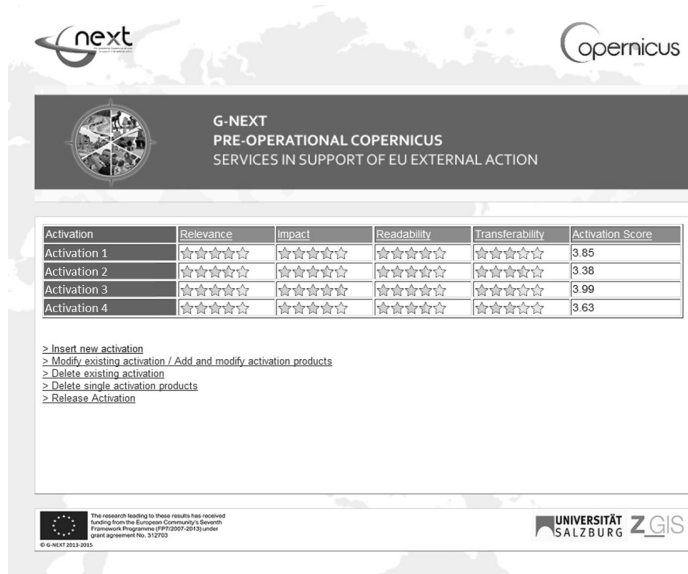 next
opernicus
G-NEXT
PRE-OPERATIONAL COPERNICUS
SERVICES IN SUPPORT OF EU EXTERNAL ACTION
Activation Relevance Impact Readability Transferability Activation Score
Activation 1 3.85
Activation 2 3.38
Activation 3 3.99
Activation 4 3.63
> Insert new activation
> Modify existing activation / Add and modify activation products
> Delete existing activation
> Delete single activation products
> Release Activation
The research leading to these results has received
funding from the European Community's Seventh
Framework Programme (FP7/2007-2013) under
grant agreement No. 312703
© G-NEXT 2013-2015
UNIVERSITÄT
SALZBURG
Z_GIS